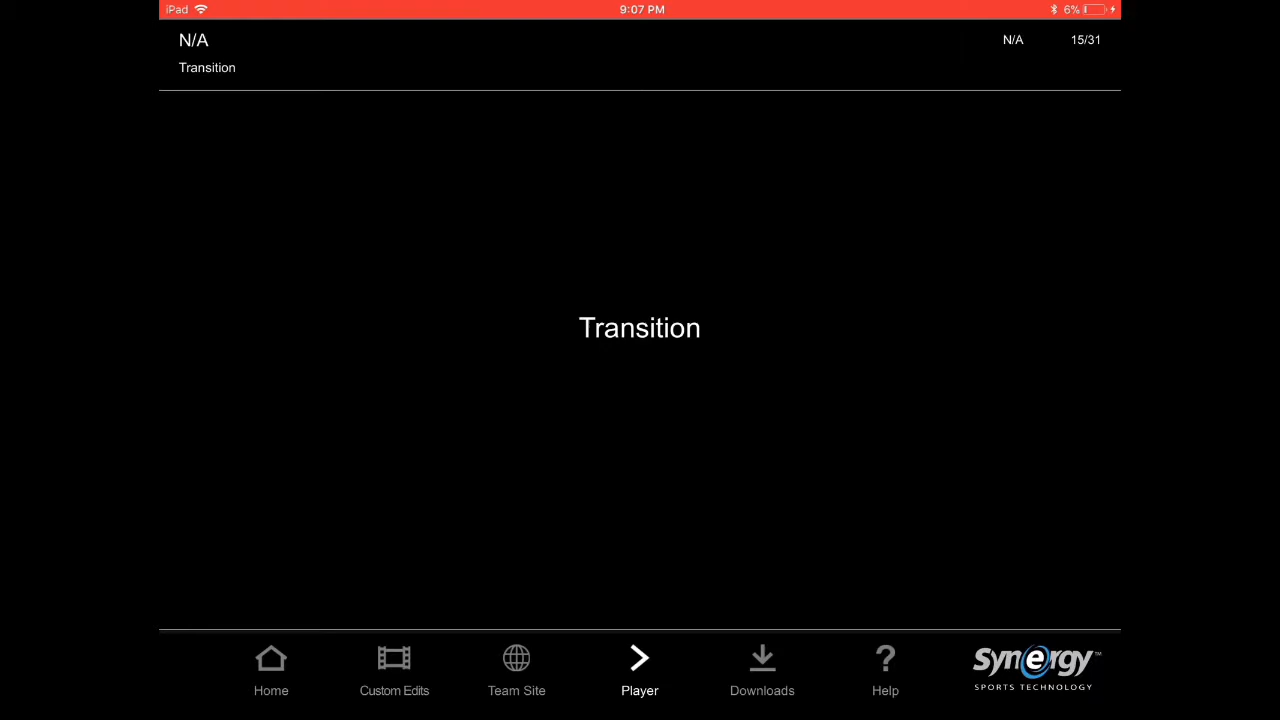 iPad 9:07 PM 6%
N/A N/A 15/31
Transition
Transition
Home Custom Edits Team Site Player Downloads Help
Synergy™
SPORTS TECHNOLOGY